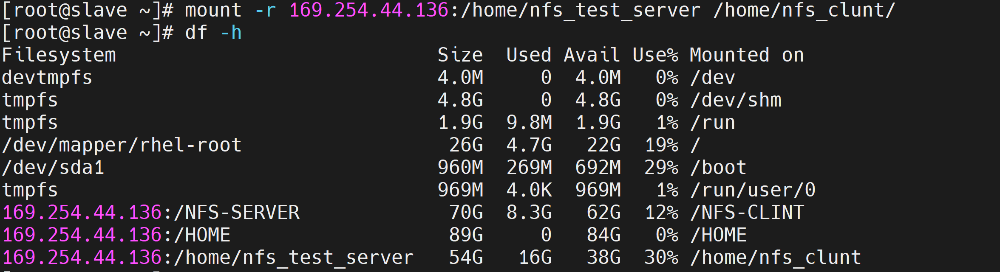 [root@slave ~]# mount -r 169.254.44.136:/home/nfs_test_server /home/nfs_clunt/
[root@slave ~]# df -h
Filesystem                            Size  Used Avail Use% Mounted on
devtmpfs                              4.0M     0  4.0M   0% /dev
tmpfs                                 4.8G     0  4.8G   0% /dev/shm
tmpfs                                 1.9G  9.8M  1.9G   1% /run
/dev/mapper/rhel-root                  26G  4.7G   22G  19% /
/dev/sda1                             960M  269M  692M  29% /boot
tmpfs                                 969M  4.0K  969M   1% /run/user/0
169.254.44.136:/NFS-SERVER             70G  8.3G   62G  12% /NFS-CLINT
169.254.44.136:/HOME                   89G     0   84G   0% /HOME
169.254.44.136:/home/nfs_test_server   54G   16G   38G  30% /home/nfs_clunt